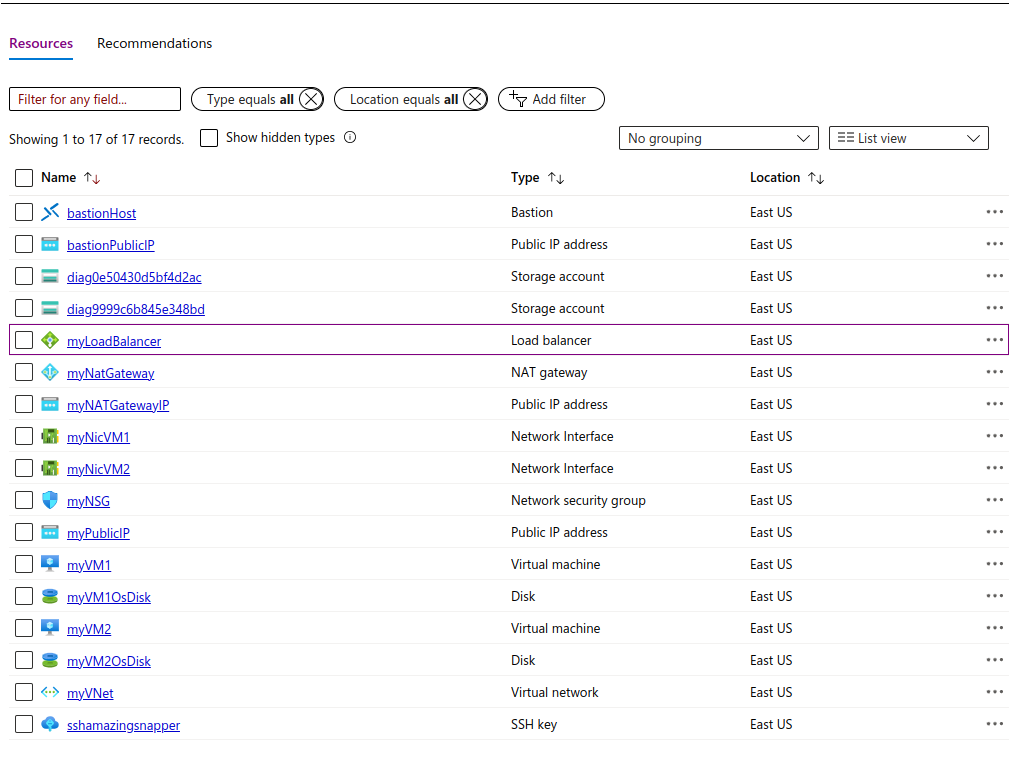 Resources Recommendations
Filter for any field... Type equals all Location equals all Add filter
Showing 1 to 17 of 17 records. Show hidden types No grouping List view
Name Type Location
bastionHost Bastion East US
bastionPublicIP Public IP address East US
diag0e50430d5bf4d2ac Storage account East US
diag9999c6b845e348bd Storage account East US
myLoadBalancer Load balancer East US
myNatGateway NAT gateway East US
myNATGatewayIP Public IP address East US
myNicVM1 Network Interface East US
myNicVM2 Network Interface East US
myNSG Network security group East US
myPublicIP Public IP address East US
myVM1 Virtual machine East US
myVM1OsDisk Disk East US
myVM2 Virtual machine East US
myVM2OsDisk Disk East US
myVNet Virtual network East US
sshamazingsnapper SSH key East US